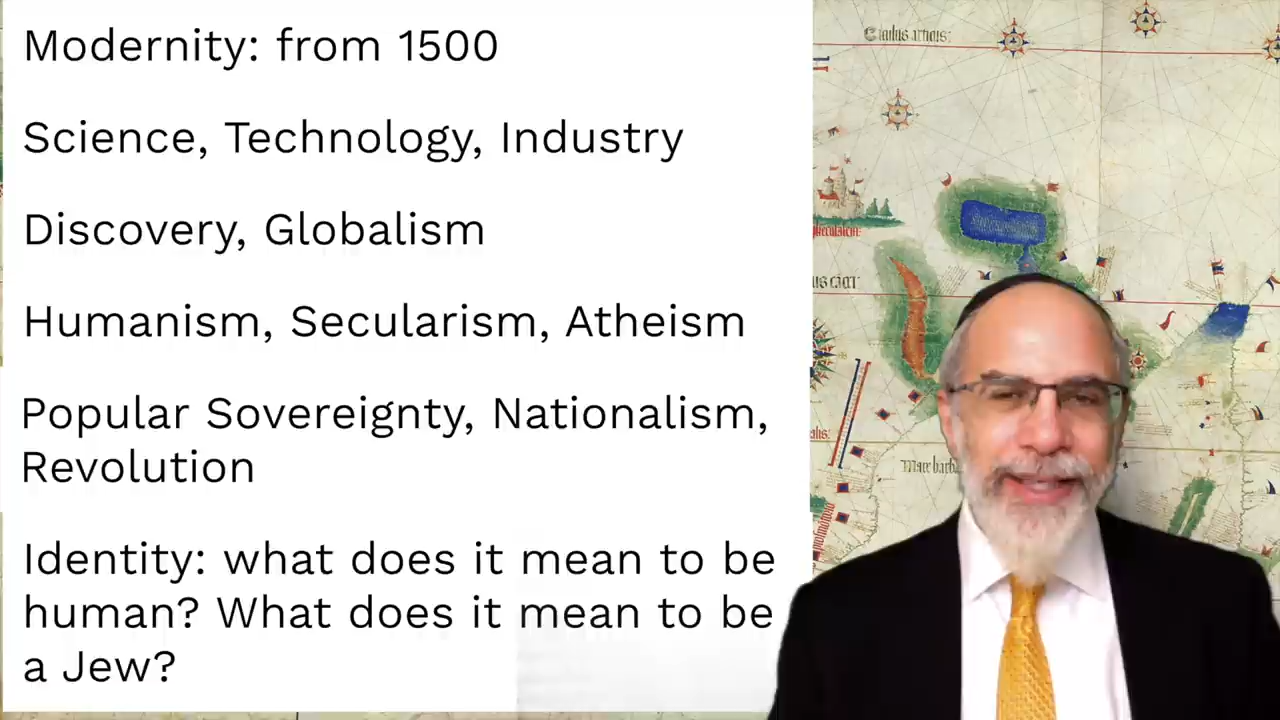 Modernity: from 1500
Science, Technology, Industry
Discovery, Globalism
Humanism, Secularism, Atheism
Popular Sovereignty, Nationalism,
Revolution
Identity: what does it mean to be
human? What does it mean to be
a Jew?